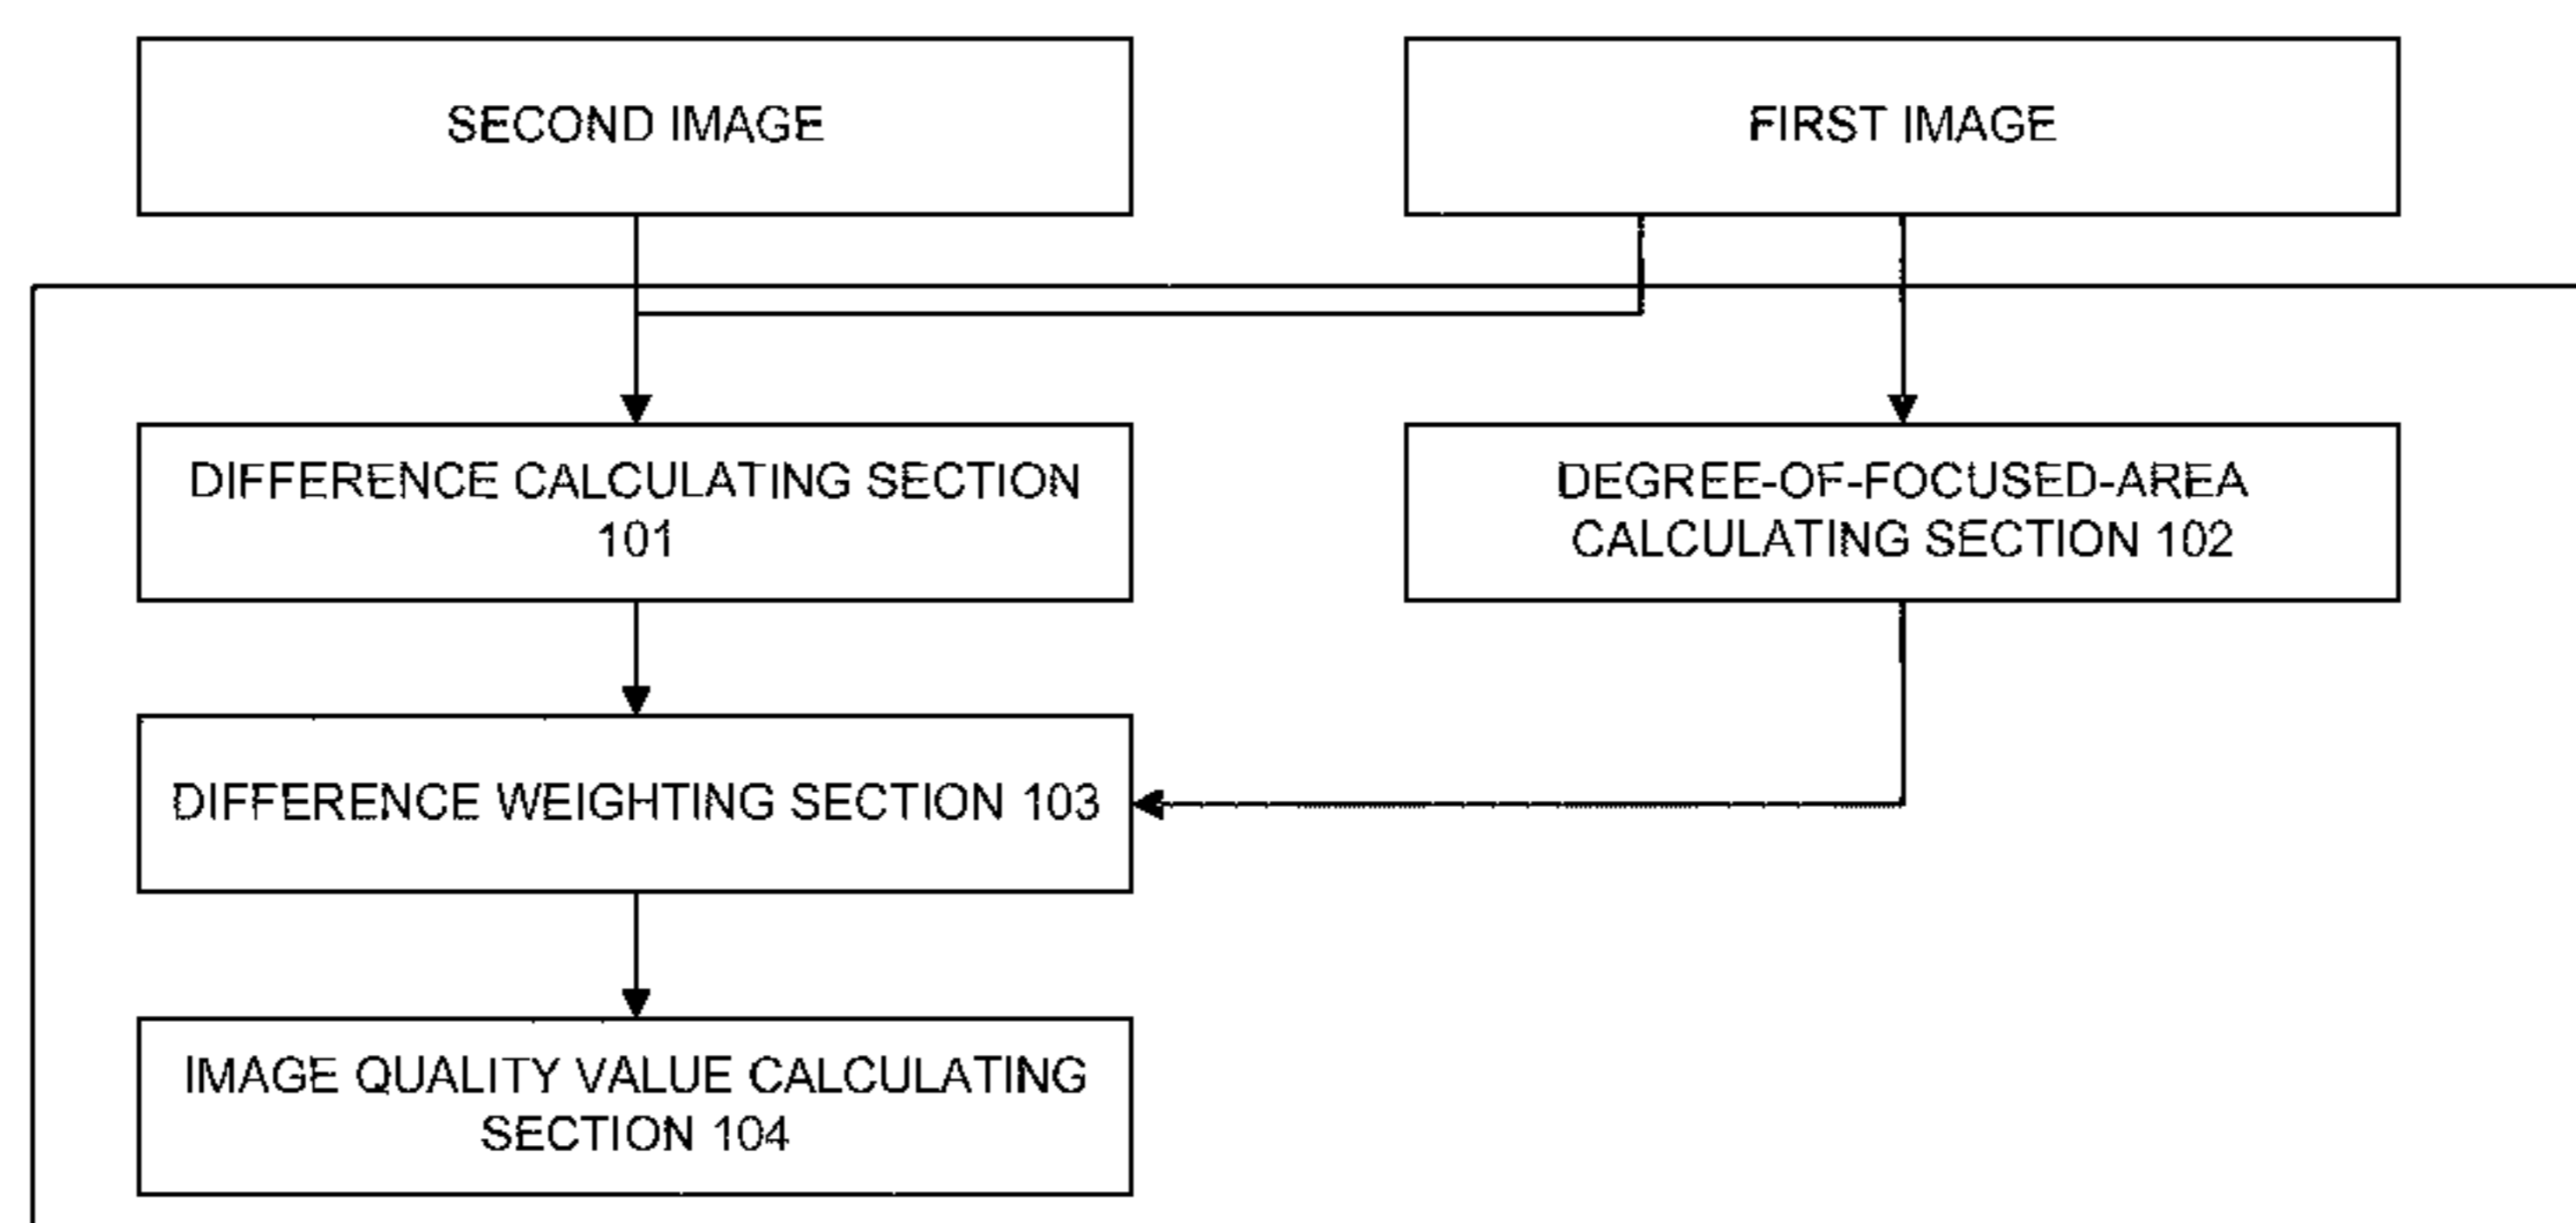 SECOND IMAGE
FIRST IMAGE
DIFFERENCE CALCULATING SECTION
101
DEGREE-OF-FOCUSED-AREA
CALCULATING SECTION 102
DIFFERENCE WEIGHTING SECTION 103
IMAGE QUALITY VALUE CALCULATING
SECTION 104